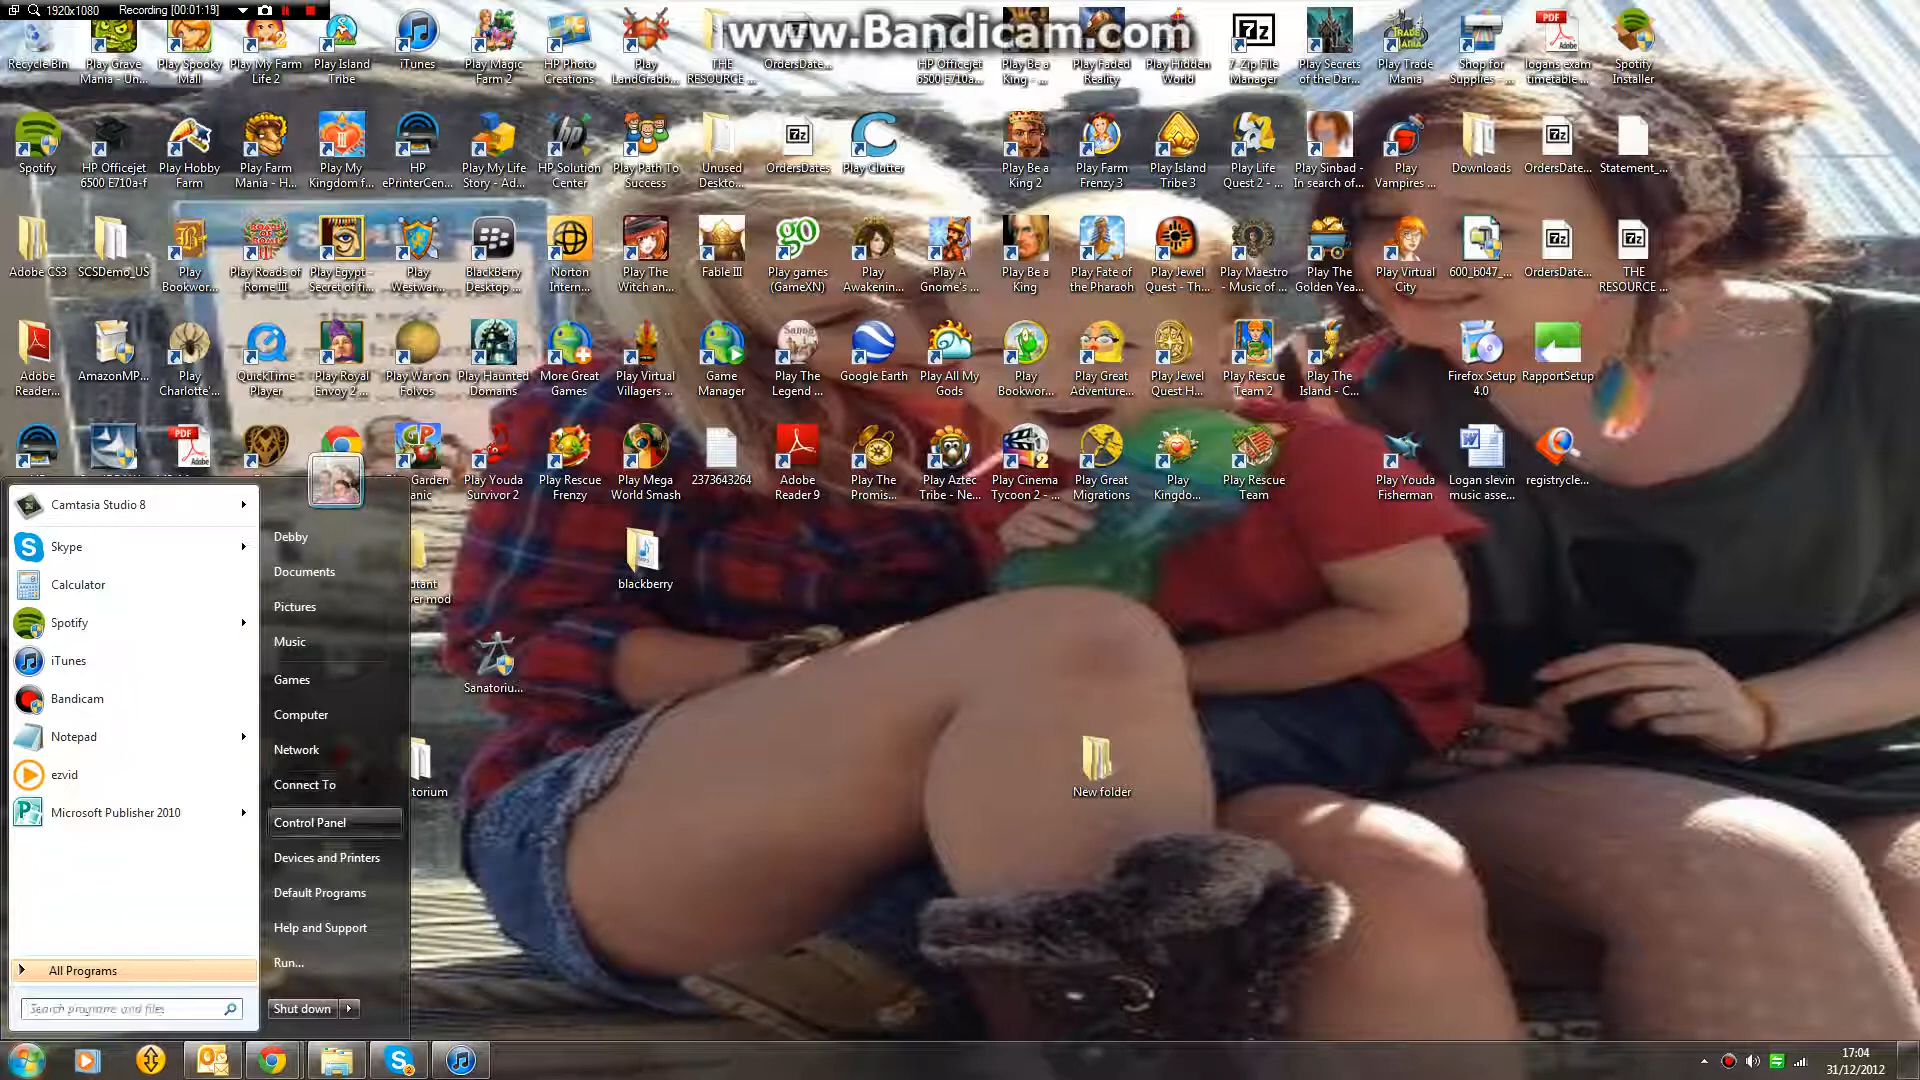 1920x1080 Recording [00:01:19]
www.Bandicam.com
Recycle Bin
Play Grave Mania - Un...
Play Spooky Mall
Play My Farm Life 2
Play Island Tribe
iTunes
Play Magic Farm 2
HP Photo Creations
Play LandGrabb...
THE RESOURCE ...
OrdersDate...
HP Officejet 6500 E710a...
Play Be a King - ...
Play Faded Reality
Play Hidden World
7-Zip File Manager
Play Secrets of the Dar...
Play Trade Mania
Shop for Supplies - ...
logans exam timetable ...
Spotify Installer
Spotify
HP Officejet 6500 E710a-f
Play Hobby Farm
Play Farm Mania - H...
Play My Kingdom f...
HP ePrinterCen...
Play My Life Story - Ad...
HP Solution Center
Play Path To Success
Unused Deskto...
OrdersDates
Play Clutter
Play Be a King 2
Play Farm Frenzy 3
Play Island Tribe 3
Play Life Quest 2 - ...
Play Sinbad - In search of...
Play Vampires ...
Downloads
OrdersDate...
Statement_...
Adobe CS3
SCSDemo_US
Play Bookwor...
Play Roads of Rome III
Play Egypt - Secret of fi...
Play Westwar...
BlackBerry Desktop ...
Norton Intern...
Play The Witch an...
Fable III
Play games (GameXN)
Play Awakenin...
Play A Gnome's ...
Play Be a King
Play Fate of the Pharaoh
Play Jewel Quest - Th...
Play Maestro - Music of ...
Play The Golden Yea...
Play Virtual City
600_b047_...
OrdersDate...
THE RESOURCE ...
Adobe Reader...
AmazonMP...
Play Charlotte'...
QuickTime Player
Play Royal Envoy 2 ...
Play War on Folvos
Play Haunted Domains
More Great Games
Play Virtual Villagers ...
Game Manager
Play The Legend ...
Google Earth
Play All My Gods
Play Bookwor...
Play Great Adventure...
Play Jewel Quest H...
Play Rescue Team 2
Play The Island - C...
Firefox Setup 4.0
RapportSetup
Garden
anic
Play Youda Survivor 2
Play Rescue Frenzy
Play Mega World Smash
2373643264
Adobe Reader 9
Play The Promis...
Play Aztec Tribe - Ne...
Play Cinema Tycoon 2 - ...
Play Great Migrations
Play Kingdo...
Play Rescue Team
Play Youda Fisherman
Logan slevin music asse...
registrycle...
utant
er mod
blackberry
Sanatoriu...
torium
New folder
Camtasia Studio 8
Skype
Calculator
Spotify
iTunes
Bandicam
Notepad
ezvid
Microsoft Publisher 2010
All Programs
Search programs and files
Debby
Documents
Pictures
Music
Games
Computer
Network
Connect To
Control Panel
Devices and Printers
Default Programs
Help and Support
Run...
Shut down
17:04
31/12/2012